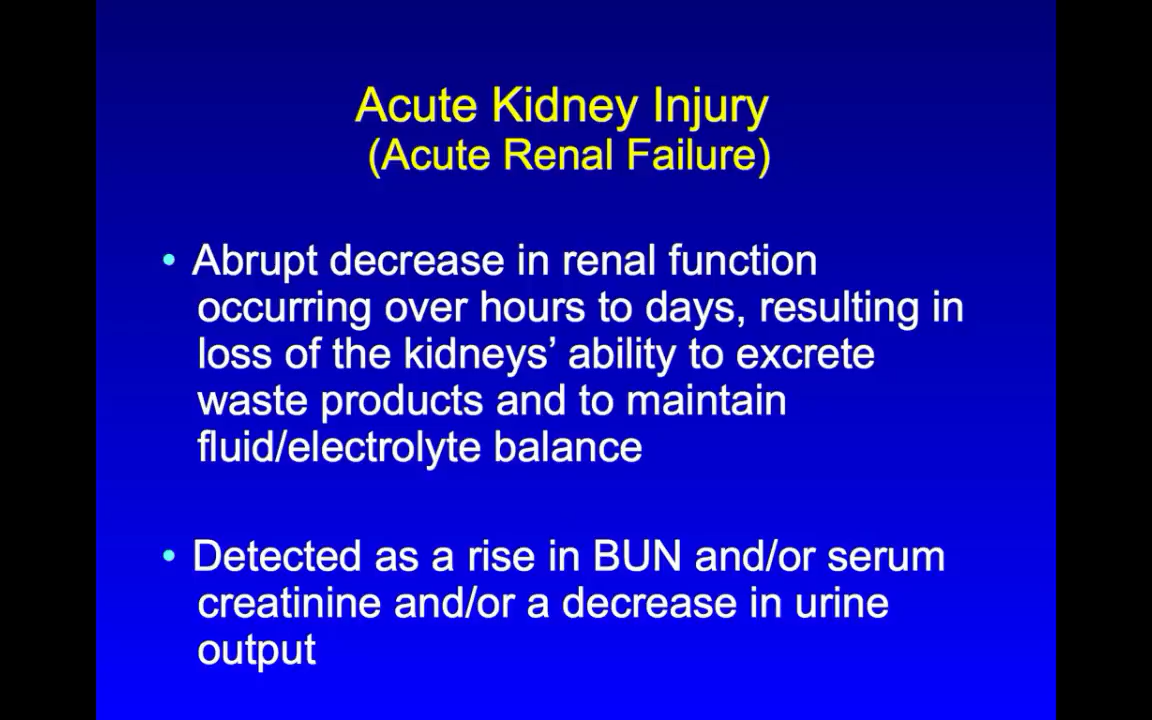 Acute Kidney Injury
(Acute Renal Failure)
• Abrupt decrease in renal function
occurring over hours to days, resulting in
loss of the kidneys’ ability to excrete
waste products and to maintain
fluid/electrolyte balance
• Detected as a rise in BUN and/or serum
creatinine and/or a decrease in urine
output